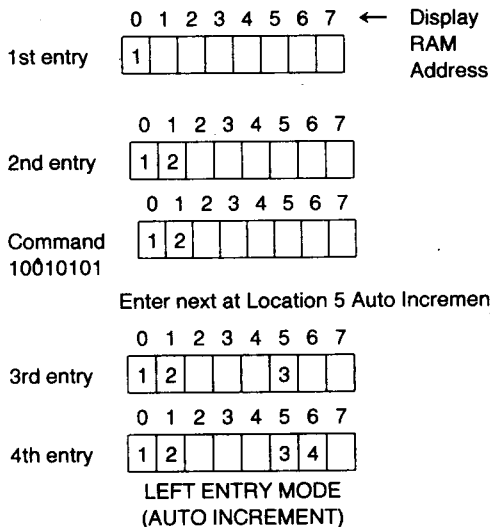 0 1 2 3 4 5 6 7 ← Display
RAM
Address
1st entry 1
0 1 2 3 4 5 6 7
2nd entry 1 2
0 1 2 3 4 5 6 7
Command 1 2
10010101
Enter next at Location 5 Auto Incremen
0 1 2 3 4 5 6 7
3rd entry 1 2 3
0 1 2 3 4 5 6 7
4th entry 1 2 3 4
LEFT ENTRY MODE
(AUTO INCREMENT)